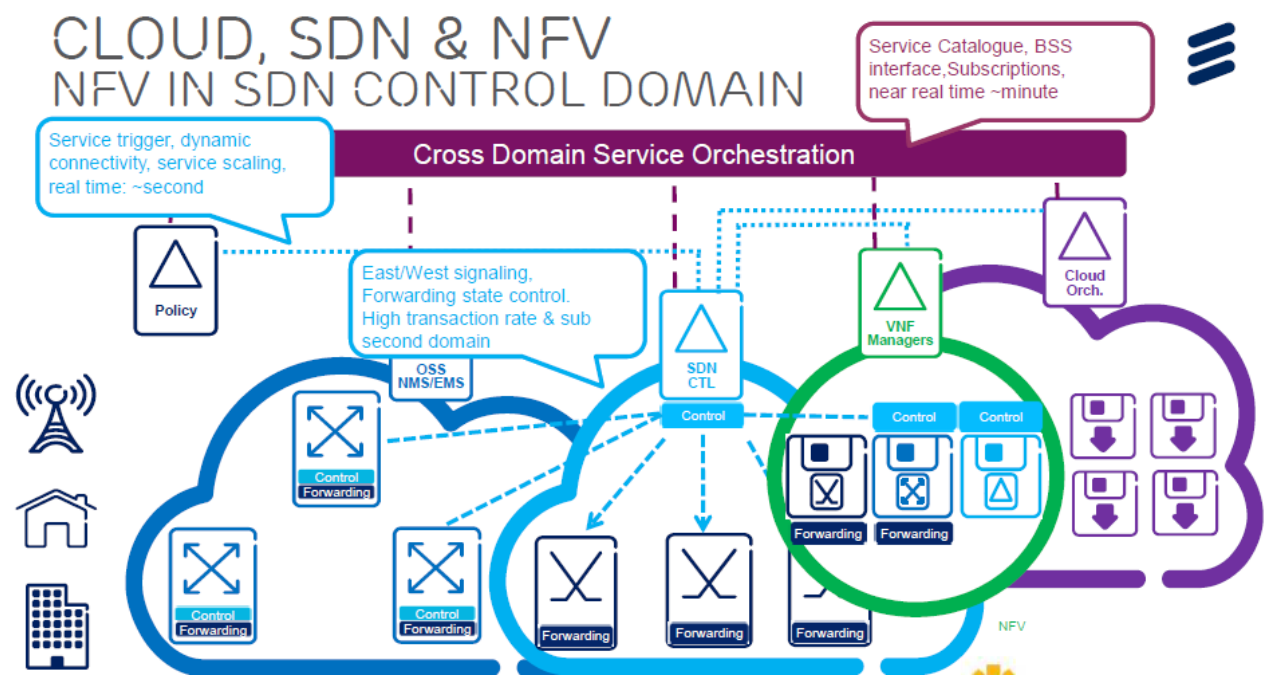 CLOUD, SDN & NFV
NFV IN SDN CONTROL DOMAIN
Service Catalogue, BSS
interface,Subscriptions,
near real time ~minute
Service trigger, dynamic
connectivity, service scaling,
real time: ~second
Cross Domain Service Orchestration
Policy
East/West signaling,
Forwarding state control.
High transaction rate & sub
second domain
OSS
NMS/EMS
SDN
CTL
VNF
Managers
Cloud
Orch.
Control
Control
Control
Control
Forwarding
Forwarding
Forwarding
Control
Forwarding
Control
Forwarding
Forwarding
Forwarding
Forwarding
NFV